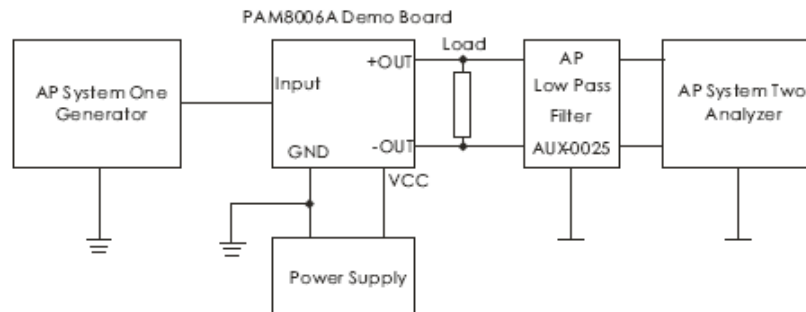 PAM8006A Demo Board
AP System One
Generator
Input
+OUT
-OUT
GND
VCC
Load
AP
Low Pass
Filter
AUX-0025
AP System Two
Analyzer
Power Supply